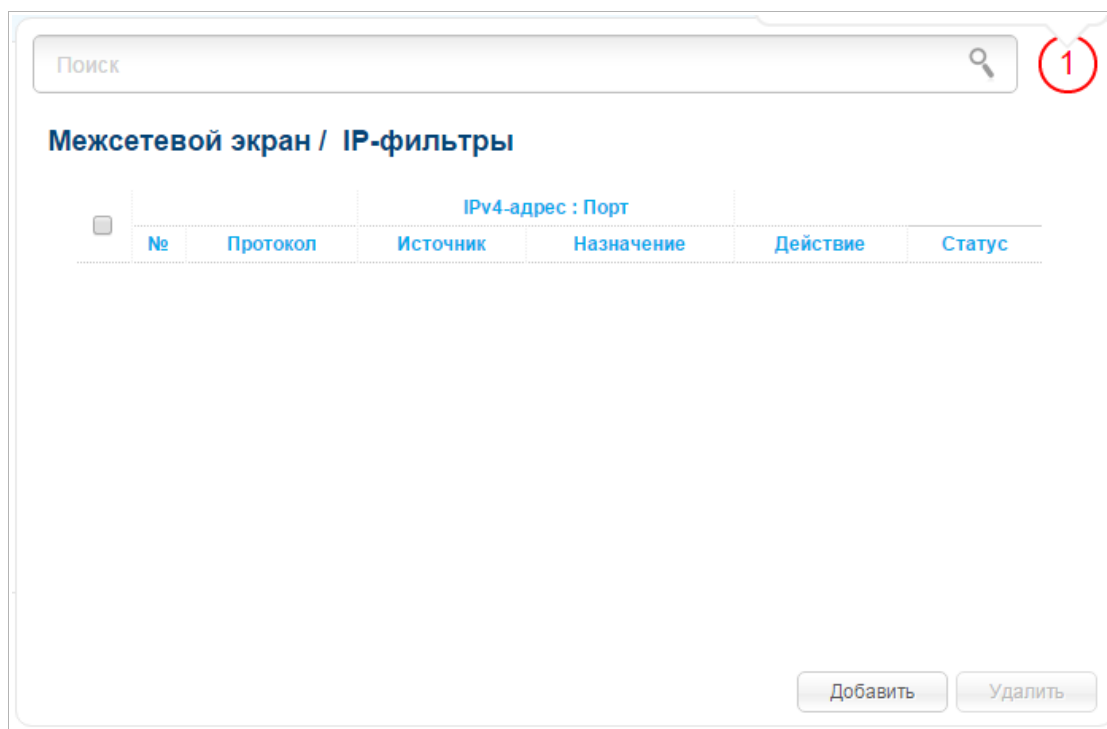 Поиск
1
Межсетевой экран / IP-фильтры
IPv4-адрес : Порт
№ Протокол Источник Назначение Действие Статус
Добавить Удалить